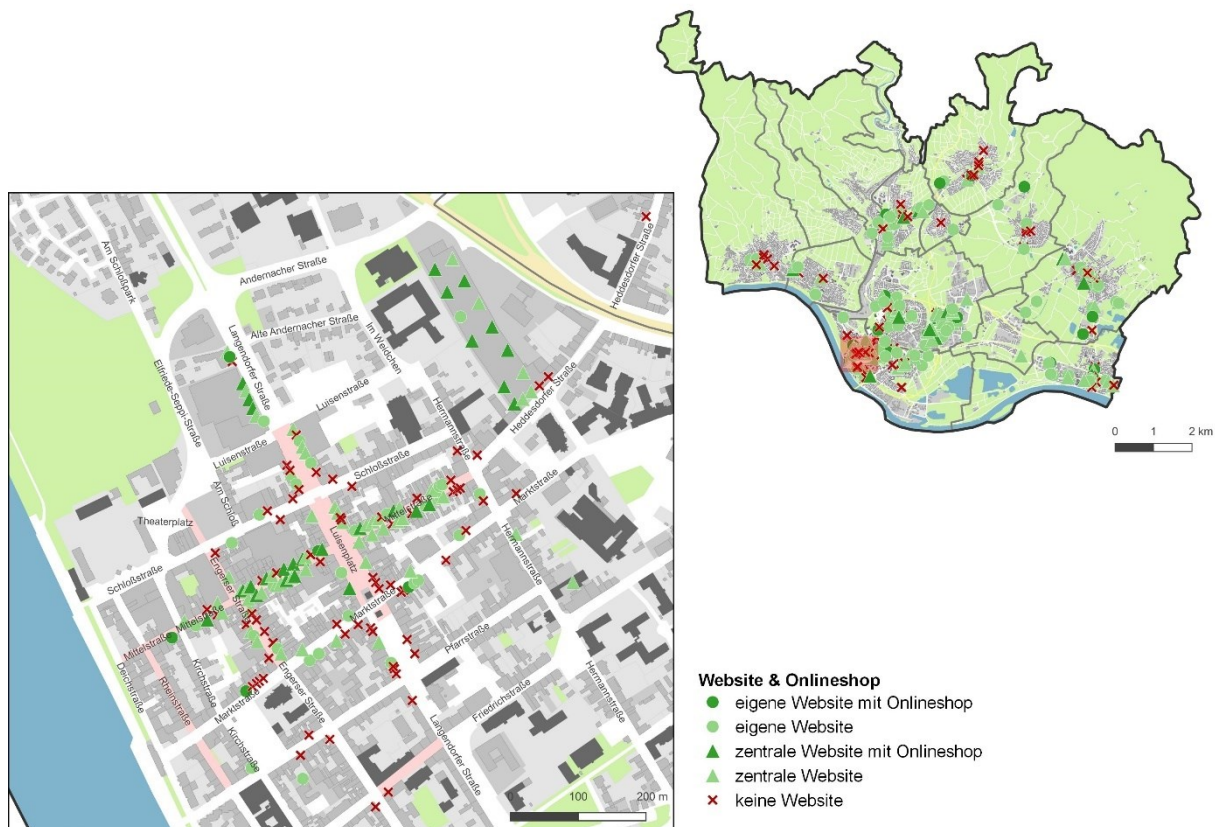 0 1 2 km
Am Schloßpark
Andernacher Straße
Heddesdorfer Straße
Langendorfer Straße
Alte Andernacher Straße
Im Weidchen
Elfriede-Seppi-Straße
Luisenstraße
Hermannstraße
Heddesdorfer Straße
Luisenstraße
Schloßstraße
Am Schloß
Mittelstraße
Marktstraße
Theaterplatz
Luisenplatz
Hermannstraße
Schloßstraße
Engerser Straße
Marktstraße
Mittelstraße
Mittelstraße
Pfarrstraße
Deichstraße
Rheinstraße
Kirchstraße
Engerser Straße
Hermannstraße
Marktstraße
Friedrichstraße
Kirchstraße
Langendorfer Straße
0 100 200 m
Website & Onlineshop
eigene Website mit Onlineshop
eigene Website
zentrale Website mit Onlineshop
zentrale Website
keine Website